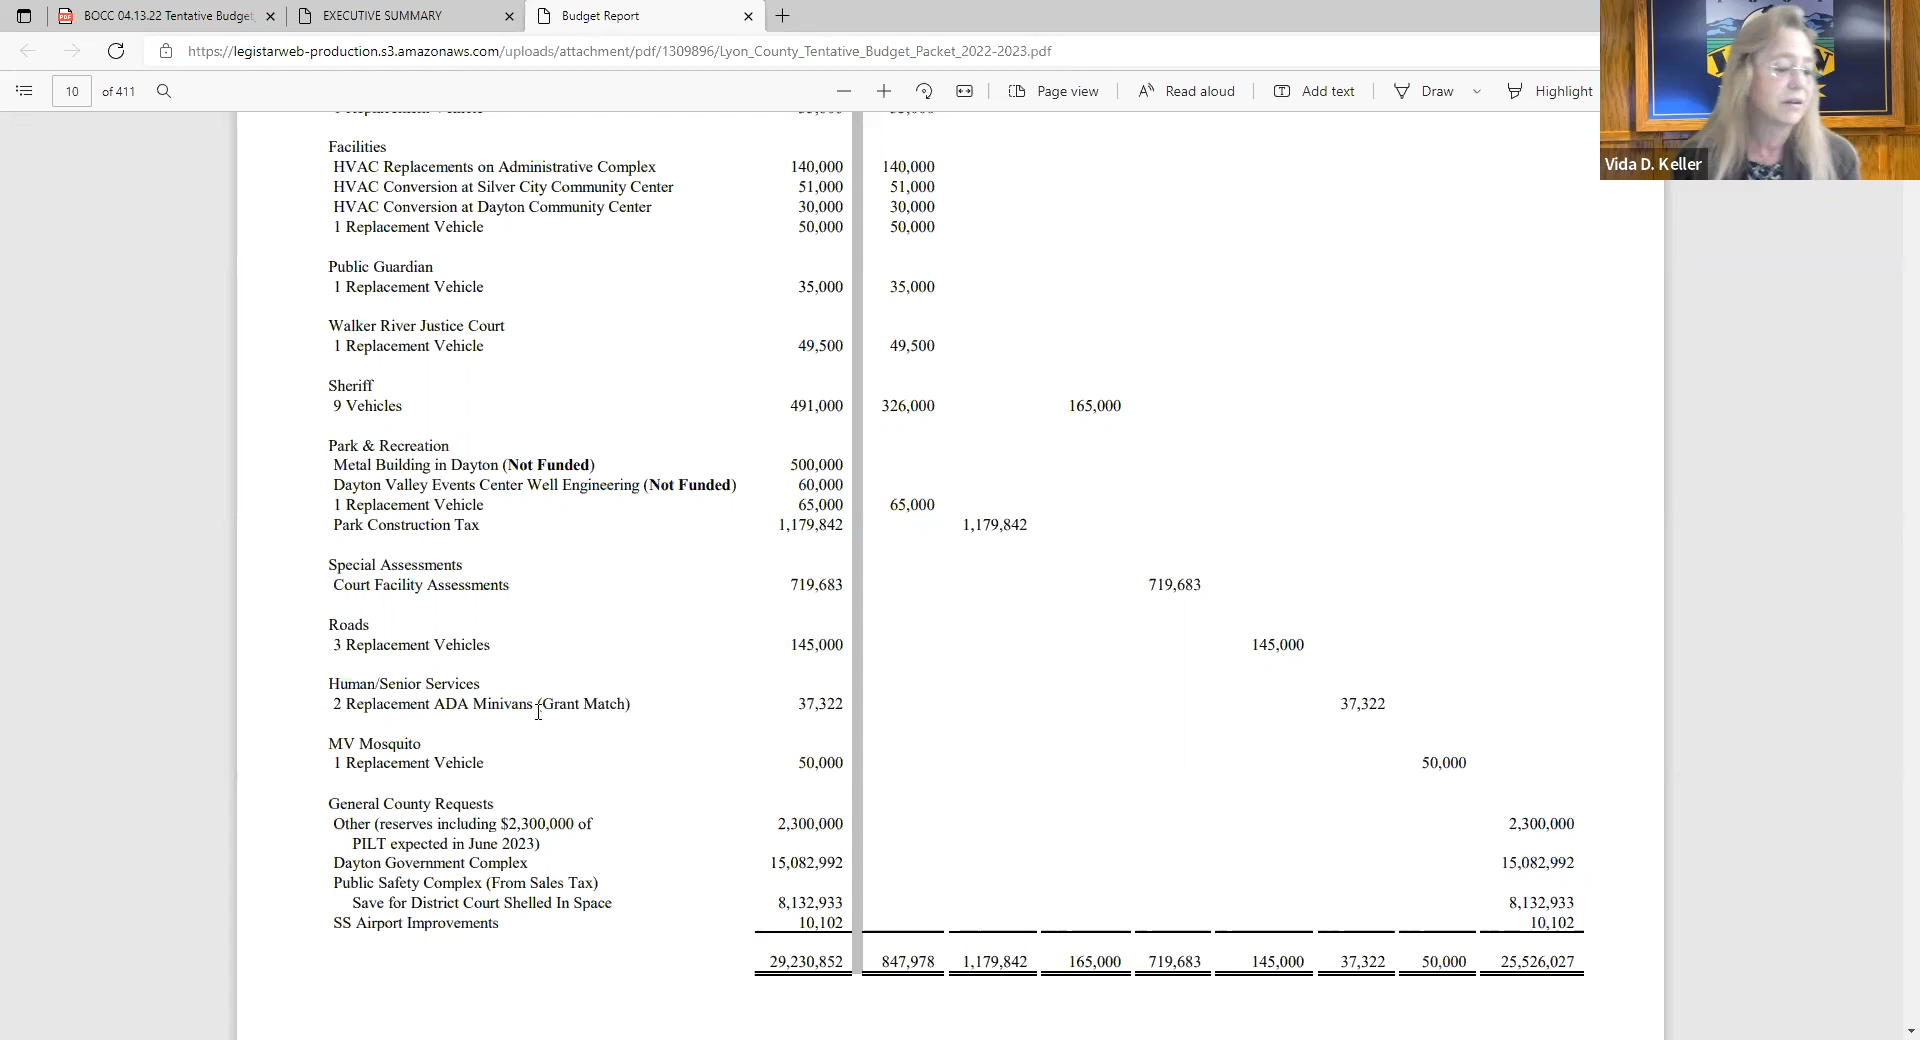 BOCC 04.13.22 Tentative Budget
EXECUTIVE SUMMARY
Budget Report
https://legistarweb-production.s3.amazonaws.com/uploads/attachment/pdf/1309896/Lyon_County_Tentative_Budget_Packet_2022-2023.pdf
10 of 411 Page view Read aloud Add text Draw Highlight
Vida D. Keller
Facilities
HVAC Replacements on Administrative Complex 140,000 140,000
HVAC Conversion at Silver City Community Center 51,000 51,000
HVAC Conversion at Dayton Community Center 30,000 30,000
1 Replacement Vehicle 50,000 50,000
Public Guardian
1 Replacement Vehicle 35,000 35,000
Walker River Justice Court
1 Replacement Vehicle 49,500 49,500
Sheriff
9 Vehicles 491,000 326,000 165,000
Park & Recreation
Metal Building in Dayton (Not Funded) 500,000
Dayton Valley Events Center Well Engineering (Not Funded) 60,000
1 Replacement Vehicle 65,000 65,000
Park Construction Tax 1,179,842 1,179,842
Special Assessments
Court Facility Assessments 719,683 719,683
Roads
3 Replacement Vehicles 145,000 145,000
Human/Senior Services
2 Replacement ADA Minivans (Grant Match) 37,322 37,322
MV Mosquito
1 Replacement Vehicle 50,000 50,000
General County Requests
Other (reserves including $2,300,000 of 2,300,000 2,300,000
PILT expected in June 2023)
Dayton Government Complex 15,082,992 15,082,992
Public Safety Complex (From Sales Tax)
Save for District Court Shelled In Space 8,132,933 8,132,933
SS Airport Improvements 10,102 10,102
29,230,852 847,978 1,179,842 165,000 719,683 145,000 37,322 50,000 25,526,027